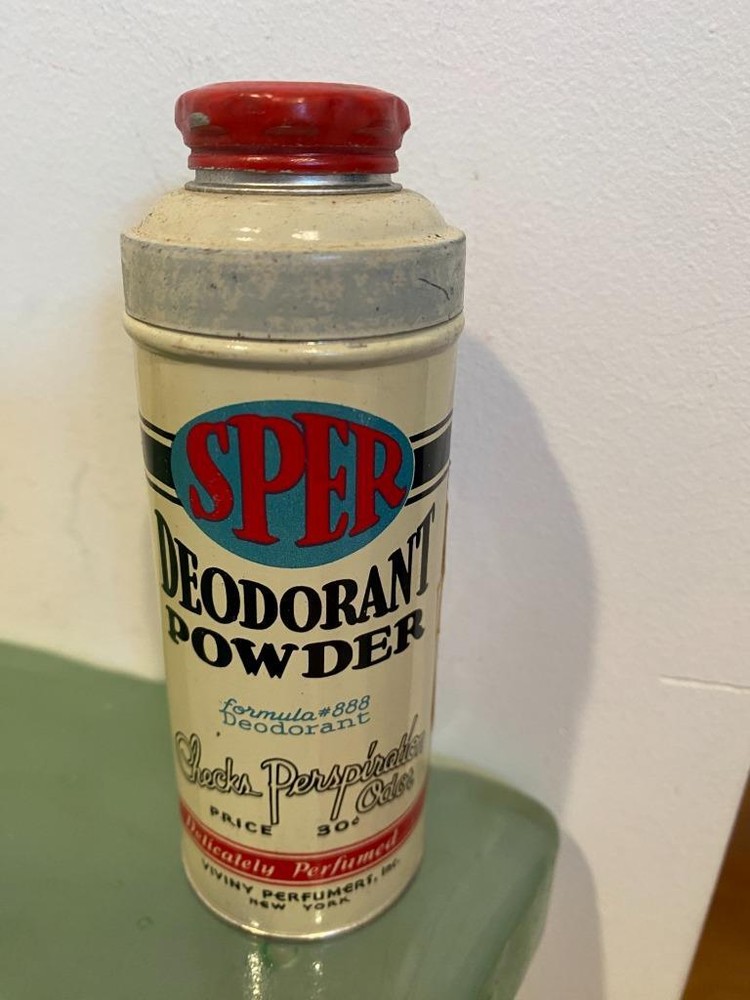 SPER
DEODORANT
POWDER
formula #888
Deodorant
Checks Perspiration
Odor
PRICE 30¢
Delicately Perfumed
VIVINY PERFUMERS, INC.
NEW YORK